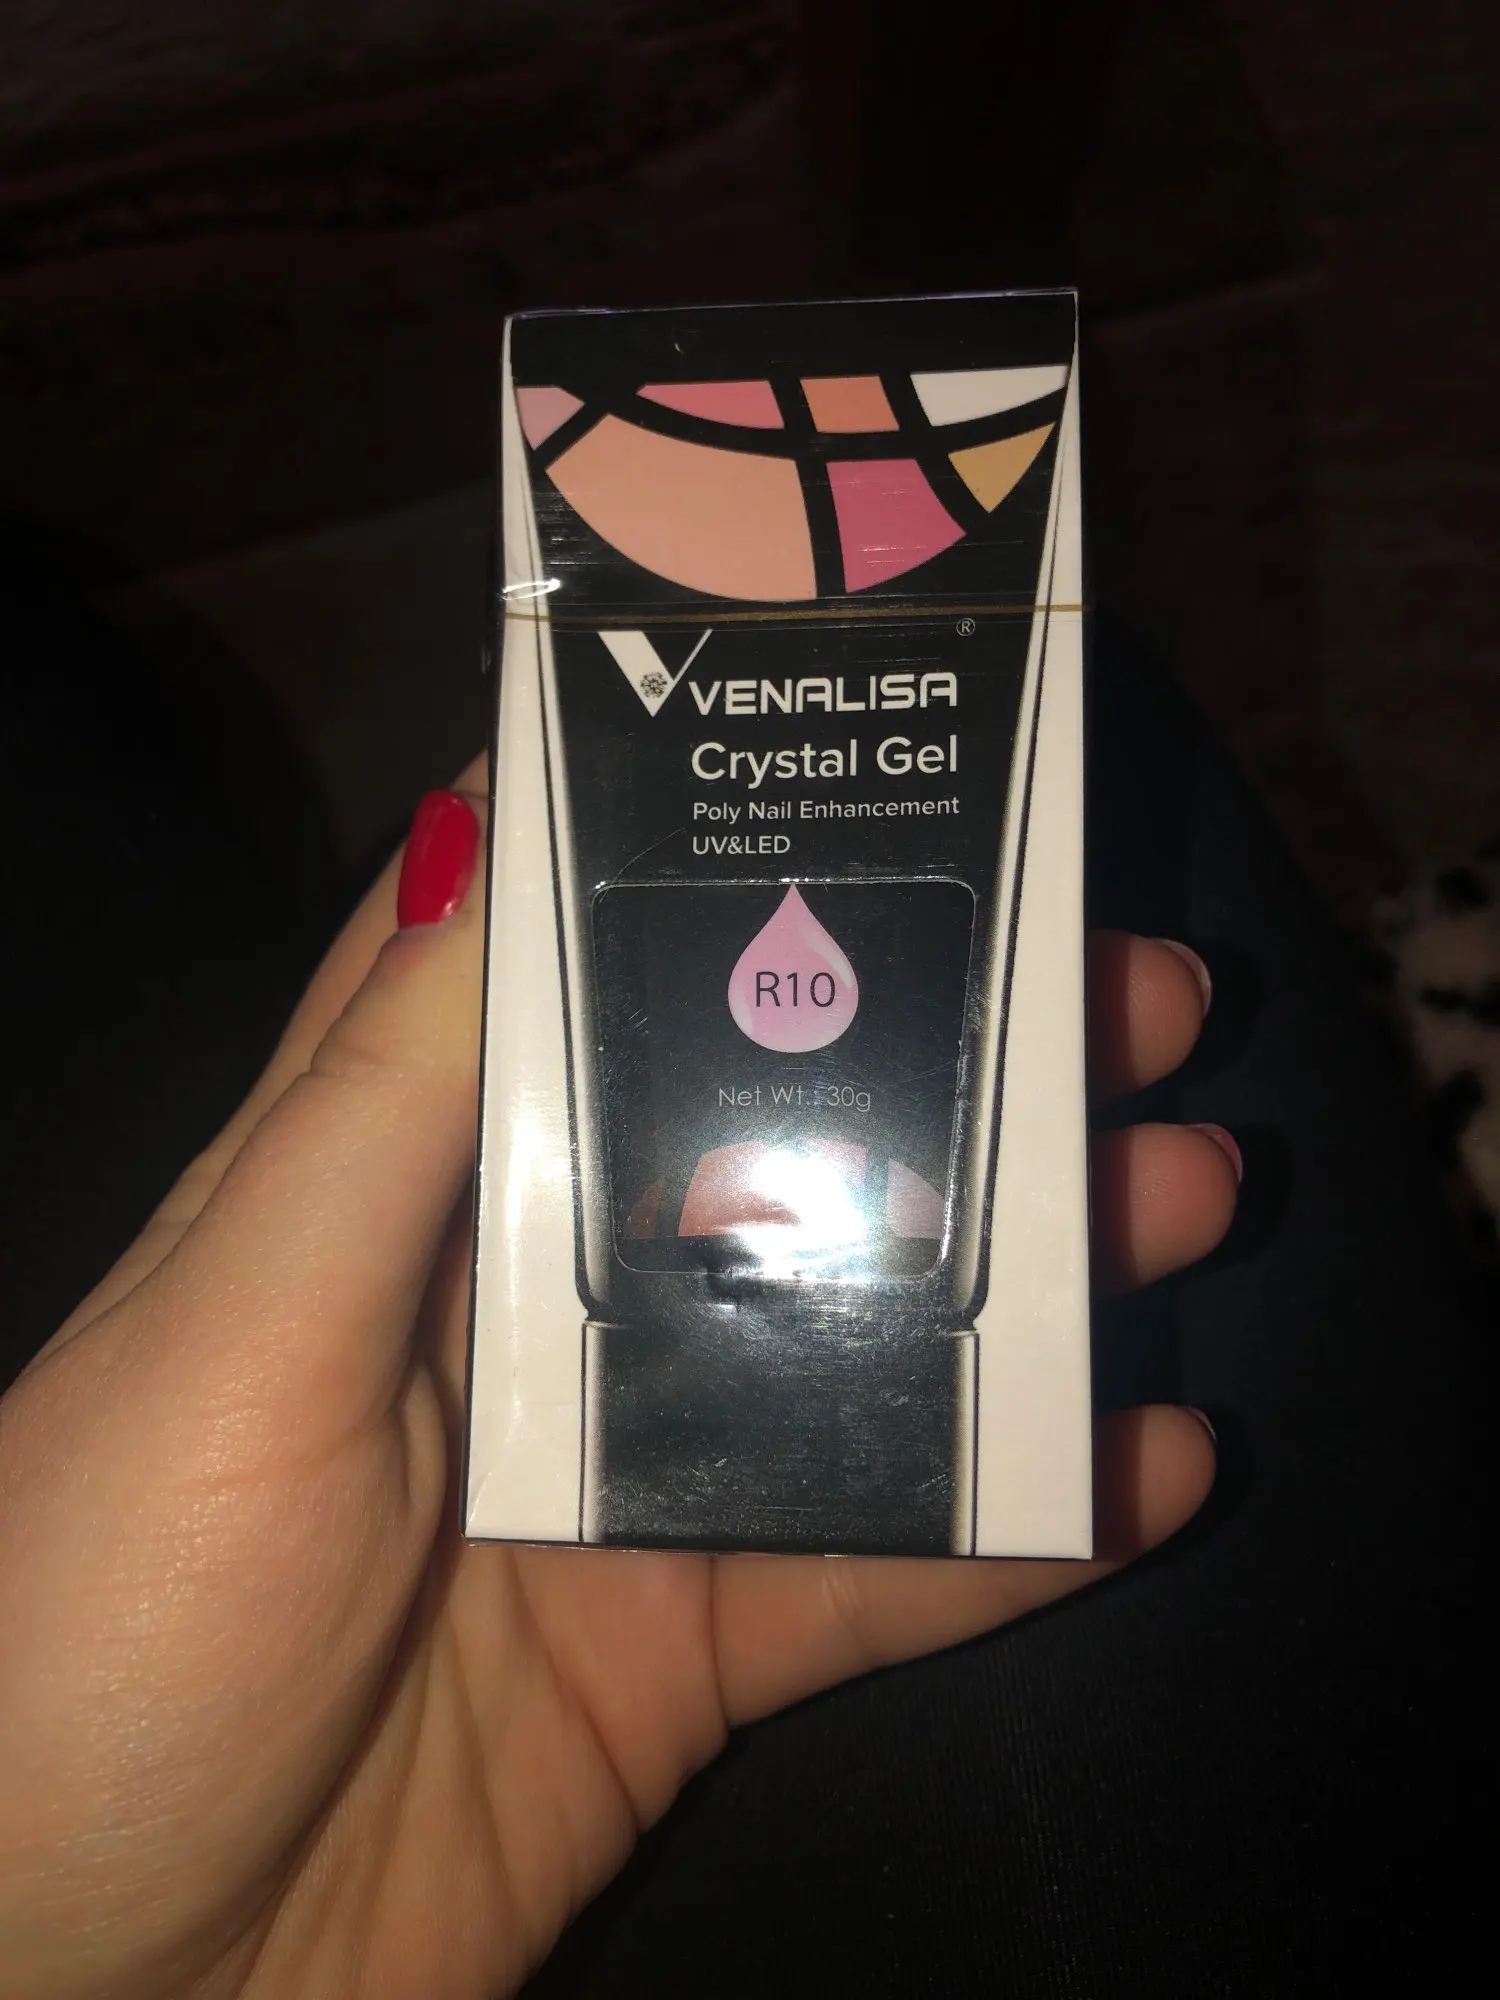 ®
VENALISA
Crystal Gel
Poly Nail Enhancement
UV&LED
R10
Net Wt.: 30g